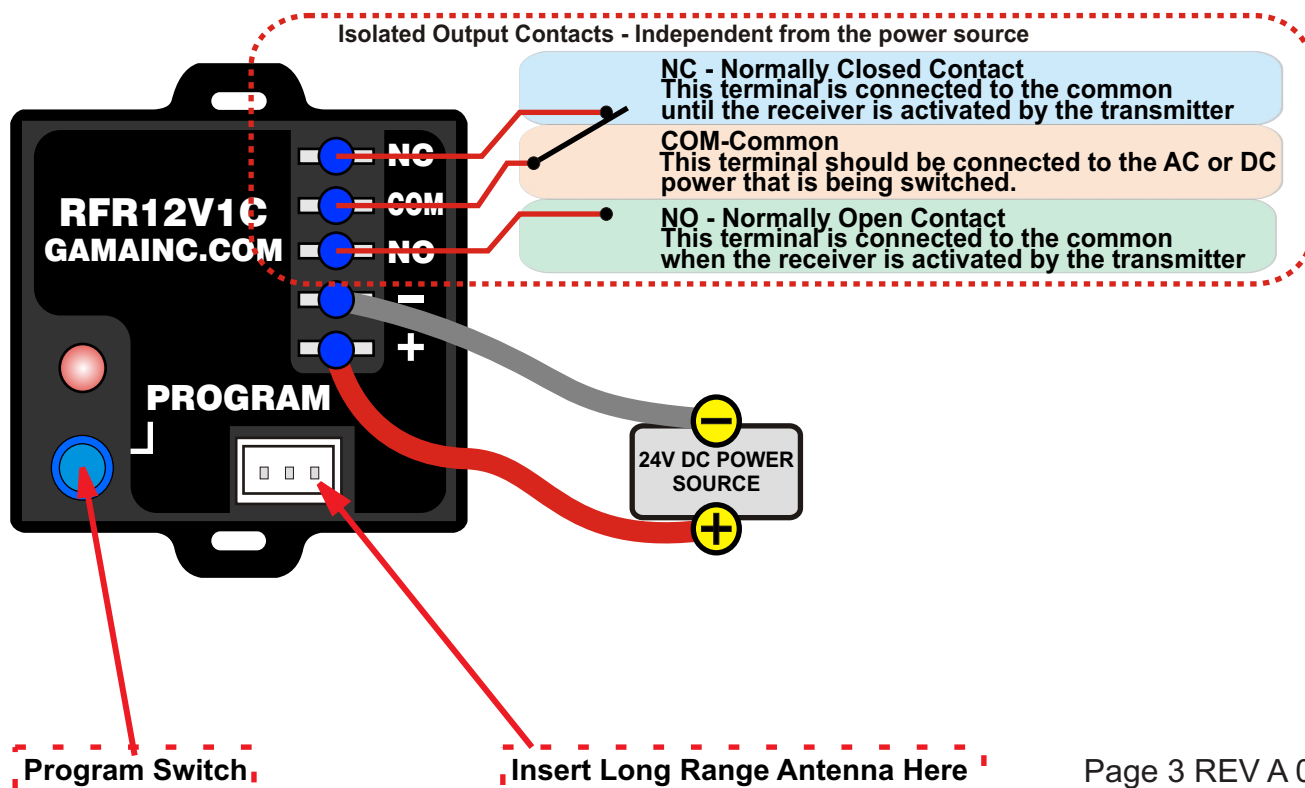 Isolated Output Contacts - Independent from the power source
NC - Normally Closed Contact
This terminal is connected to the common
until the receiver is activated by the transmitter
COM-Common
This terminal should be connected to the AC or DC
power that is being switched.
NO - Normally Open Contact
This terminal is connected to the common
when the receiver is activated by the transmitter
NC
COM
NO
-
+
RFR12V1C
GAMAINC.COM
PROGRAM
24V DC POWER
SOURCE
Program Switch
Insert Long Range Antenna Here
Page 3 REV A